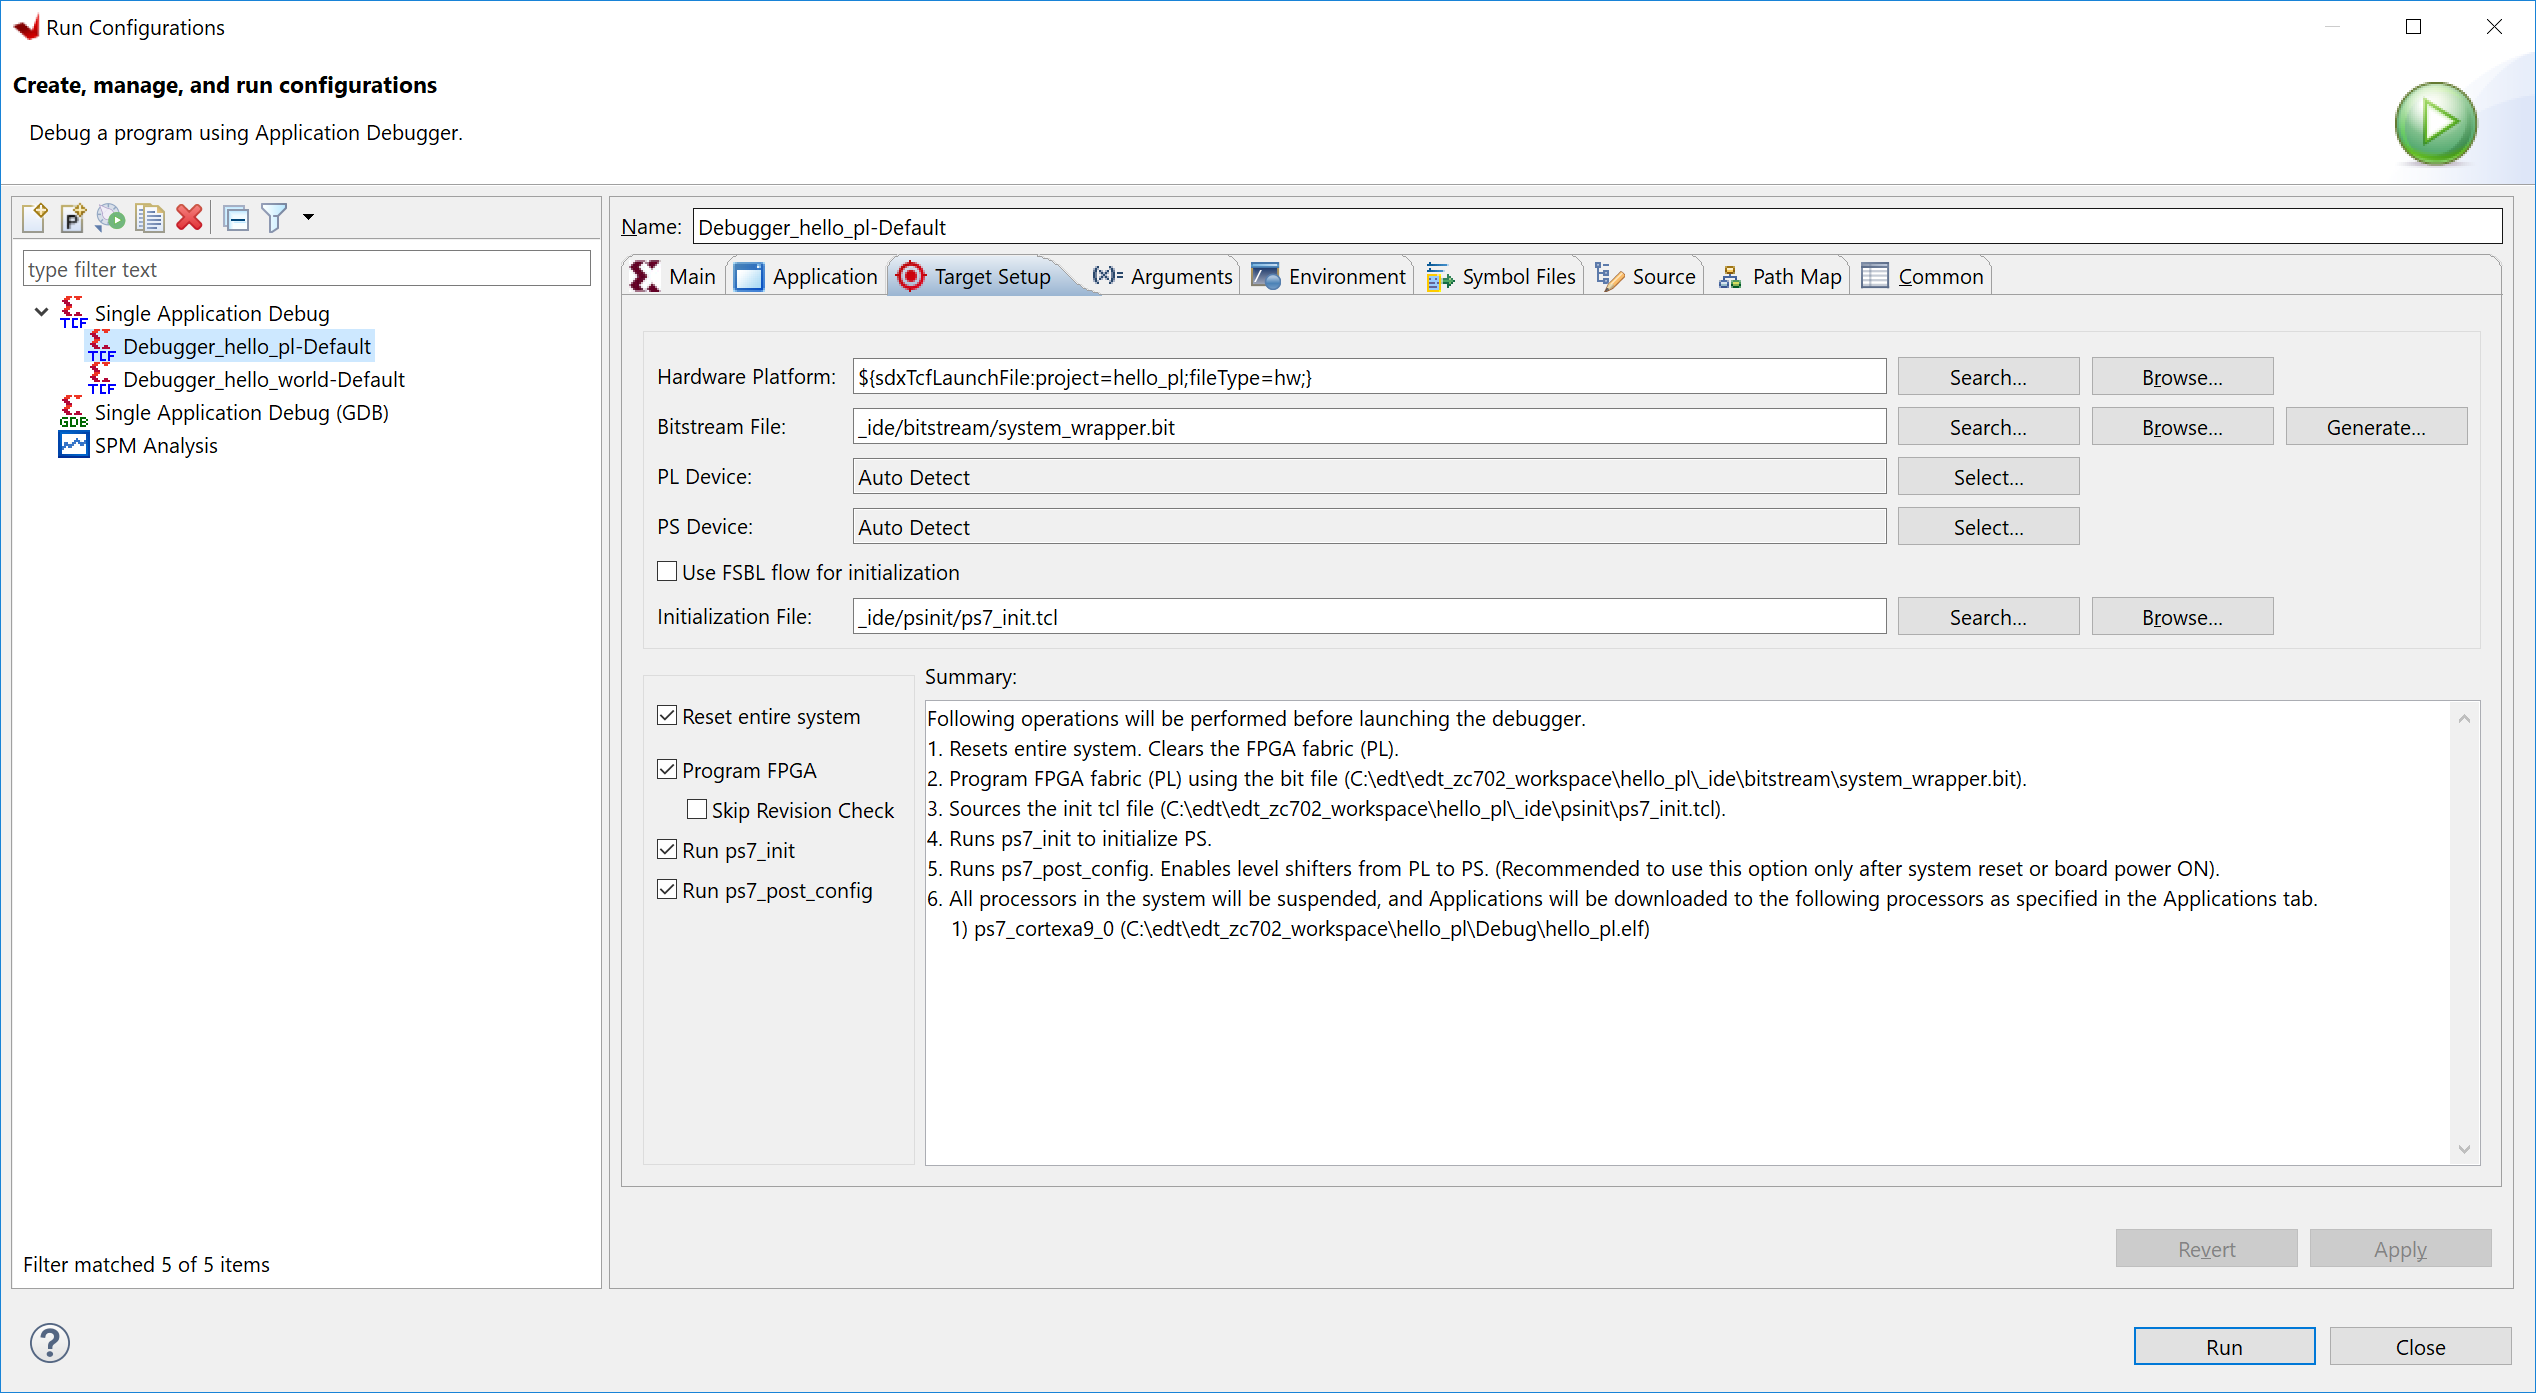 Run Configurations
Create, manage, and run configurations
Debug a program using Application Debugger.
type filter text
TCF Single Application Debug
TCF Debugger_hello_pl-Default
TCF Debugger_hello_world-Default
GDB Single Application Debug (GDB)
SPM Analysis
Filter matched 5 of 5 items
Name: Debugger_hello_pl-Default
Main Application Target Setup (x)= Arguments Environment Symbol Files Source Path Map Common
Hardware Platform: ${sdxTcfLaunchFile:project=hello_pl;fileType=hw;} Search... Browse...
Bitstream File: _ide/bitstream/system_wrapper.bit Search... Browse... Generate...
PL Device: Auto Detect Select...
PS Device: Auto Detect Select...
Use FSBL flow for initialization
Initialization File: _ide/psinit/ps7_init.tcl Search... Browse...
Reset entire system
Program FPGA
Skip Revision Check
Run ps7_init
Run ps7_post_config
Summary:
Following operations will be performed before launching the debugger.
1. Resets entire system. Clears the FPGA fabric (PL).
2. Program FPGA fabric (PL) using the bit file (C:\edt\edt_zc702_workspace\hello_pl\_ide\bitstream\system_wrapper.bit).
3. Sources the init tcl file (C:\edt\edt_zc702_workspace\hello_pl\_ide\psinit\ps7_init.tcl).
4. Runs ps7_init to initialize PS.
5. Runs ps7_post_config. Enables level shifters from PL to PS. (Recommended to use this option only after system reset or board power ON).
6. All processors in the system will be suspended, and Applications will be downloaded to the following processors as specified in the Applications tab.
1) ps7_cortexa9_0 (C:\edt\edt_zc702_workspace\hello_pl\Debug\hello_pl.elf)
Revert Apply
? Run Close